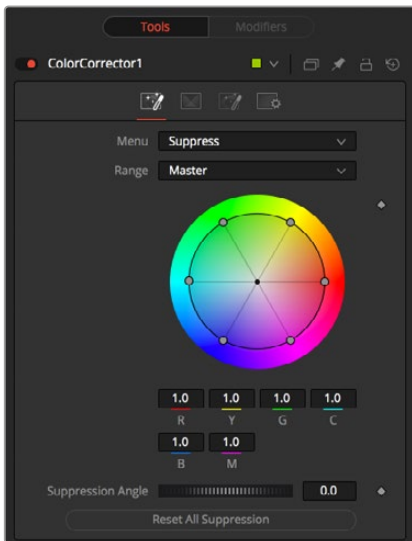 Tools Modifiers
ColorCorrector1
Menu Suppress
Range Master
1.0 1.0 1.0 1.0
R Y G C
1.0 1.0
B M
Suppression Angle 0.0
Reset All Suppression